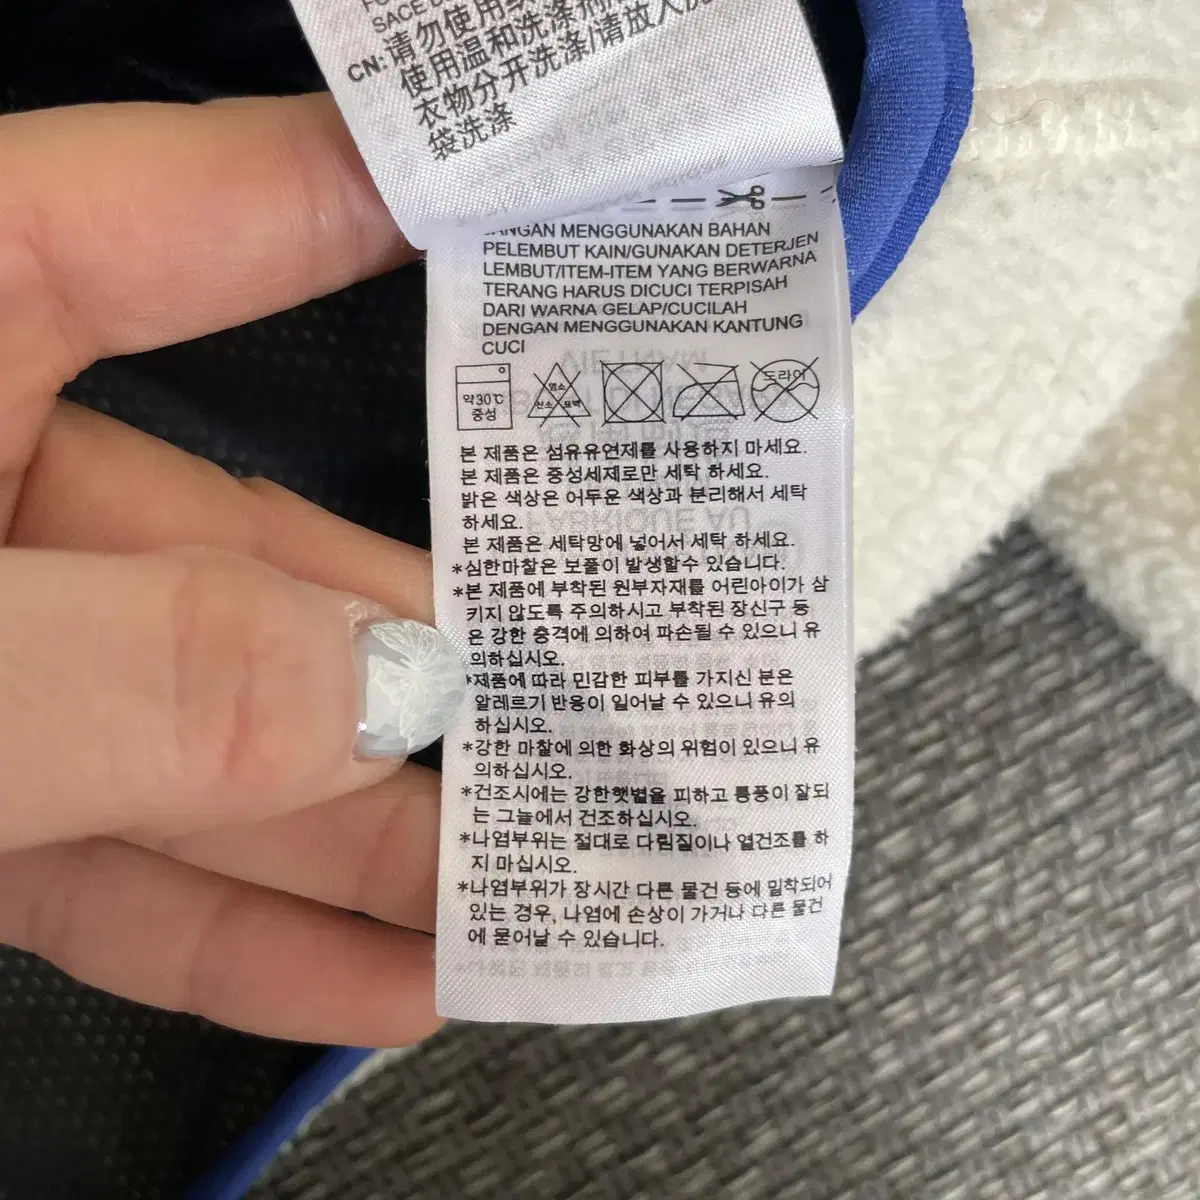 SACE
CN:请勿使用
使用温和洗涤剂
衣物分开洗涤/请放入洗
袋洗涤
MENGGUNAKAN BAHAN
PELEMBUT KAIN/GUNAKAN DETERJEN
LEMBUT/ITEM-ITEM YANG BERWARNA
TERANG HARUS DICUCI TERPISAH
DARI WARNA GELAP/CUCILAH
DENGAN MENGGUNAKAN KANTUNG
CUCI
약30℃
중성
염소
산소 표백
드라이
본 제품은 섬유유연제를 사용하지 마세요.
본 제품은 중성세제로만 세탁 하세요.
밝은 색상은 어두운 색상과 분리해서 세탁
하세요.
본 제품은 세탁망에 넣어서 세탁 하세요.
*심한마찰은 보풀이 발생할수 있습니다.
*본 제품에 부착된 원부자재를 어린아이가 삼
키지 않도록 주의하시고 부착된 장신구 등
은 강한 충격에 의하여 파손될 수 있으니 유
의하십시오.
*제품에 따라 민감한 피부를 가지신 분은
알레르기 반응이 일어날 수 있으니 유의
하십시오.
*강한 마찰에 의한 화상의 위험이 있으니 유
의하십시오.
*건조시에는 강한햇볕을 피하고 통풍이 잘되
는 그늘에서 건조하십시오.
*나염부위는 절대로 다림질이나 열건조를 하
지 마십시오.
*나염부위가 장시간 다른 물건 등에 밀착되어
있는 경우, 나염에 손상이 가거나 다른 물건
에 묻어날 수 있습니다.